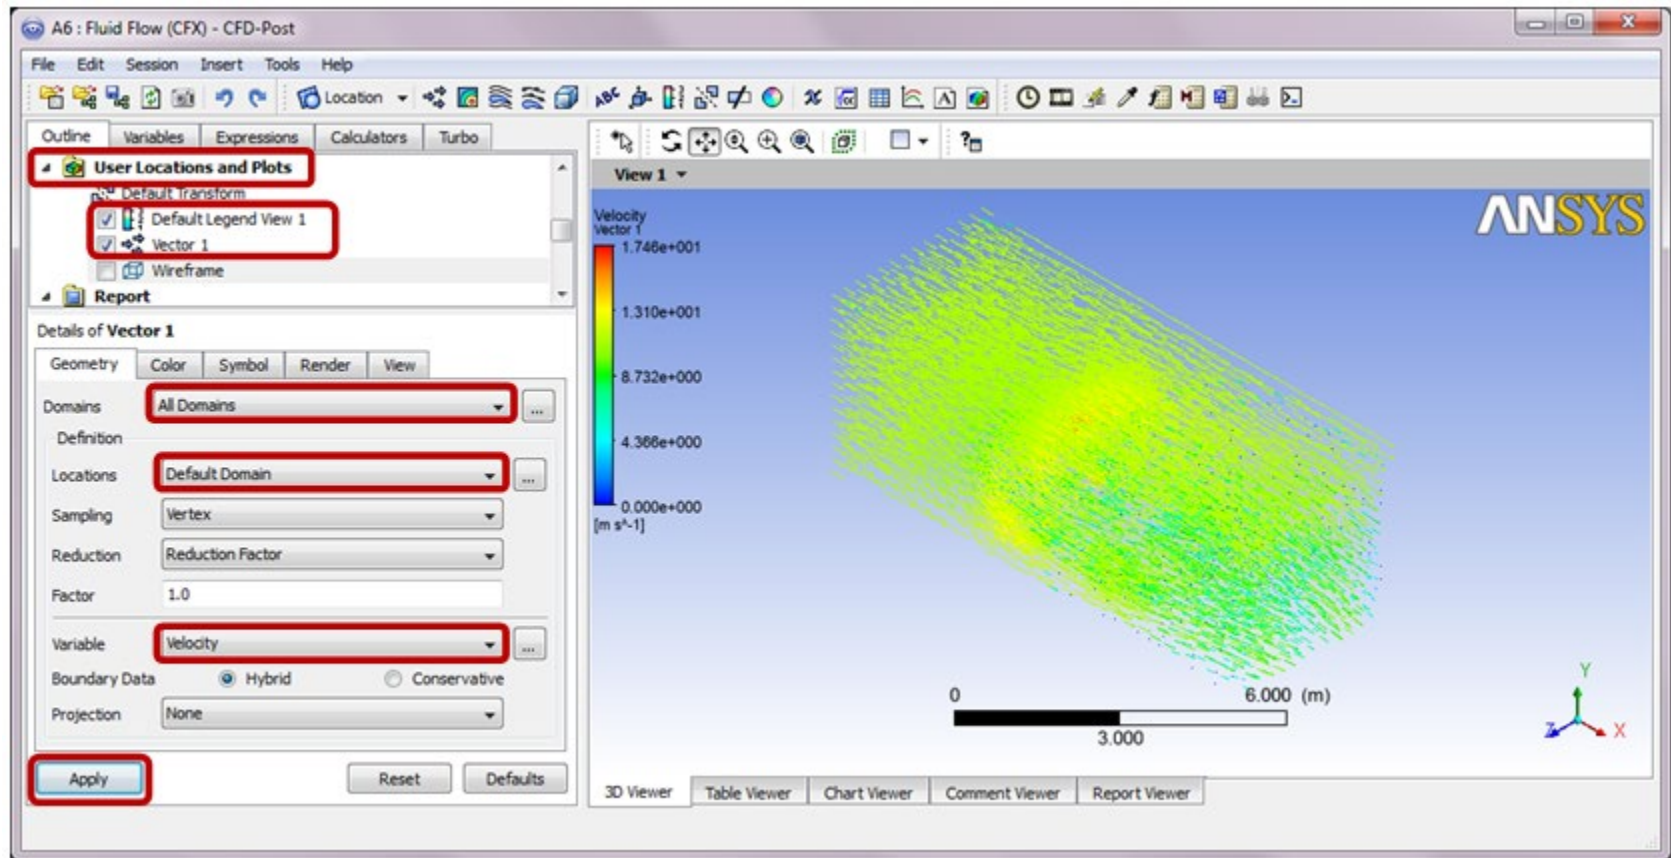 A6 : Fluid Flow (CFX) - CFD-Post
File Edit Session Insert Tools Help
Location
Outline Variables Expressions Calculators Turbo
User Locations and Plots
Default Transform
Default Legend View 1
Vector 1
Wireframe
Report
Details of Vector 1
Geometry Color Symbol Render View
Domains All Domains ...
Definition
Locations Default Domain ...
Sampling Vertex
Reduction Reduction Factor
Factor 1.0
Variable Velocity ...
Boundary Data Hybrid Conservative
Projection None
Apply Reset Defaults
View 1
Velocity
Vector 1
1.746e+001
1.310e+001
8.732e+000
4.366e+000
0.000e+000
[m s^-1]
ANSYS
0 6.000 (m)
3.000
Y
Z X
3D Viewer Table Viewer Chart Viewer Comment Viewer Report Viewer